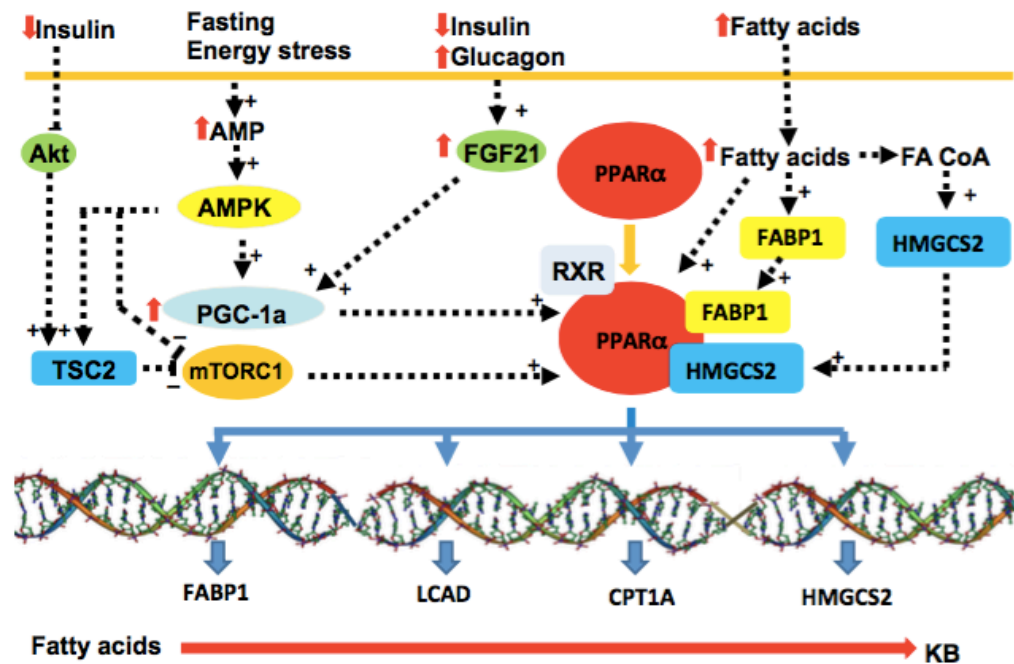 Insulin
Fasting
Energy stress
Insulin
Glucagon
Fatty acids
+
+
–
AMP
Akt
FGF21
PPARα
Fatty acids
FA CoA
+
+
+
AMPK
FABP1
HMGCS2
RXR
+
+
+
+
+
PGC-1a
+
FABP1
PPARα
+
+
–
TSC2
–
mTORC1
+
HMGCS2
+
FABP1
LCAD
CPT1A
HMGCS2
Fatty acids
KB